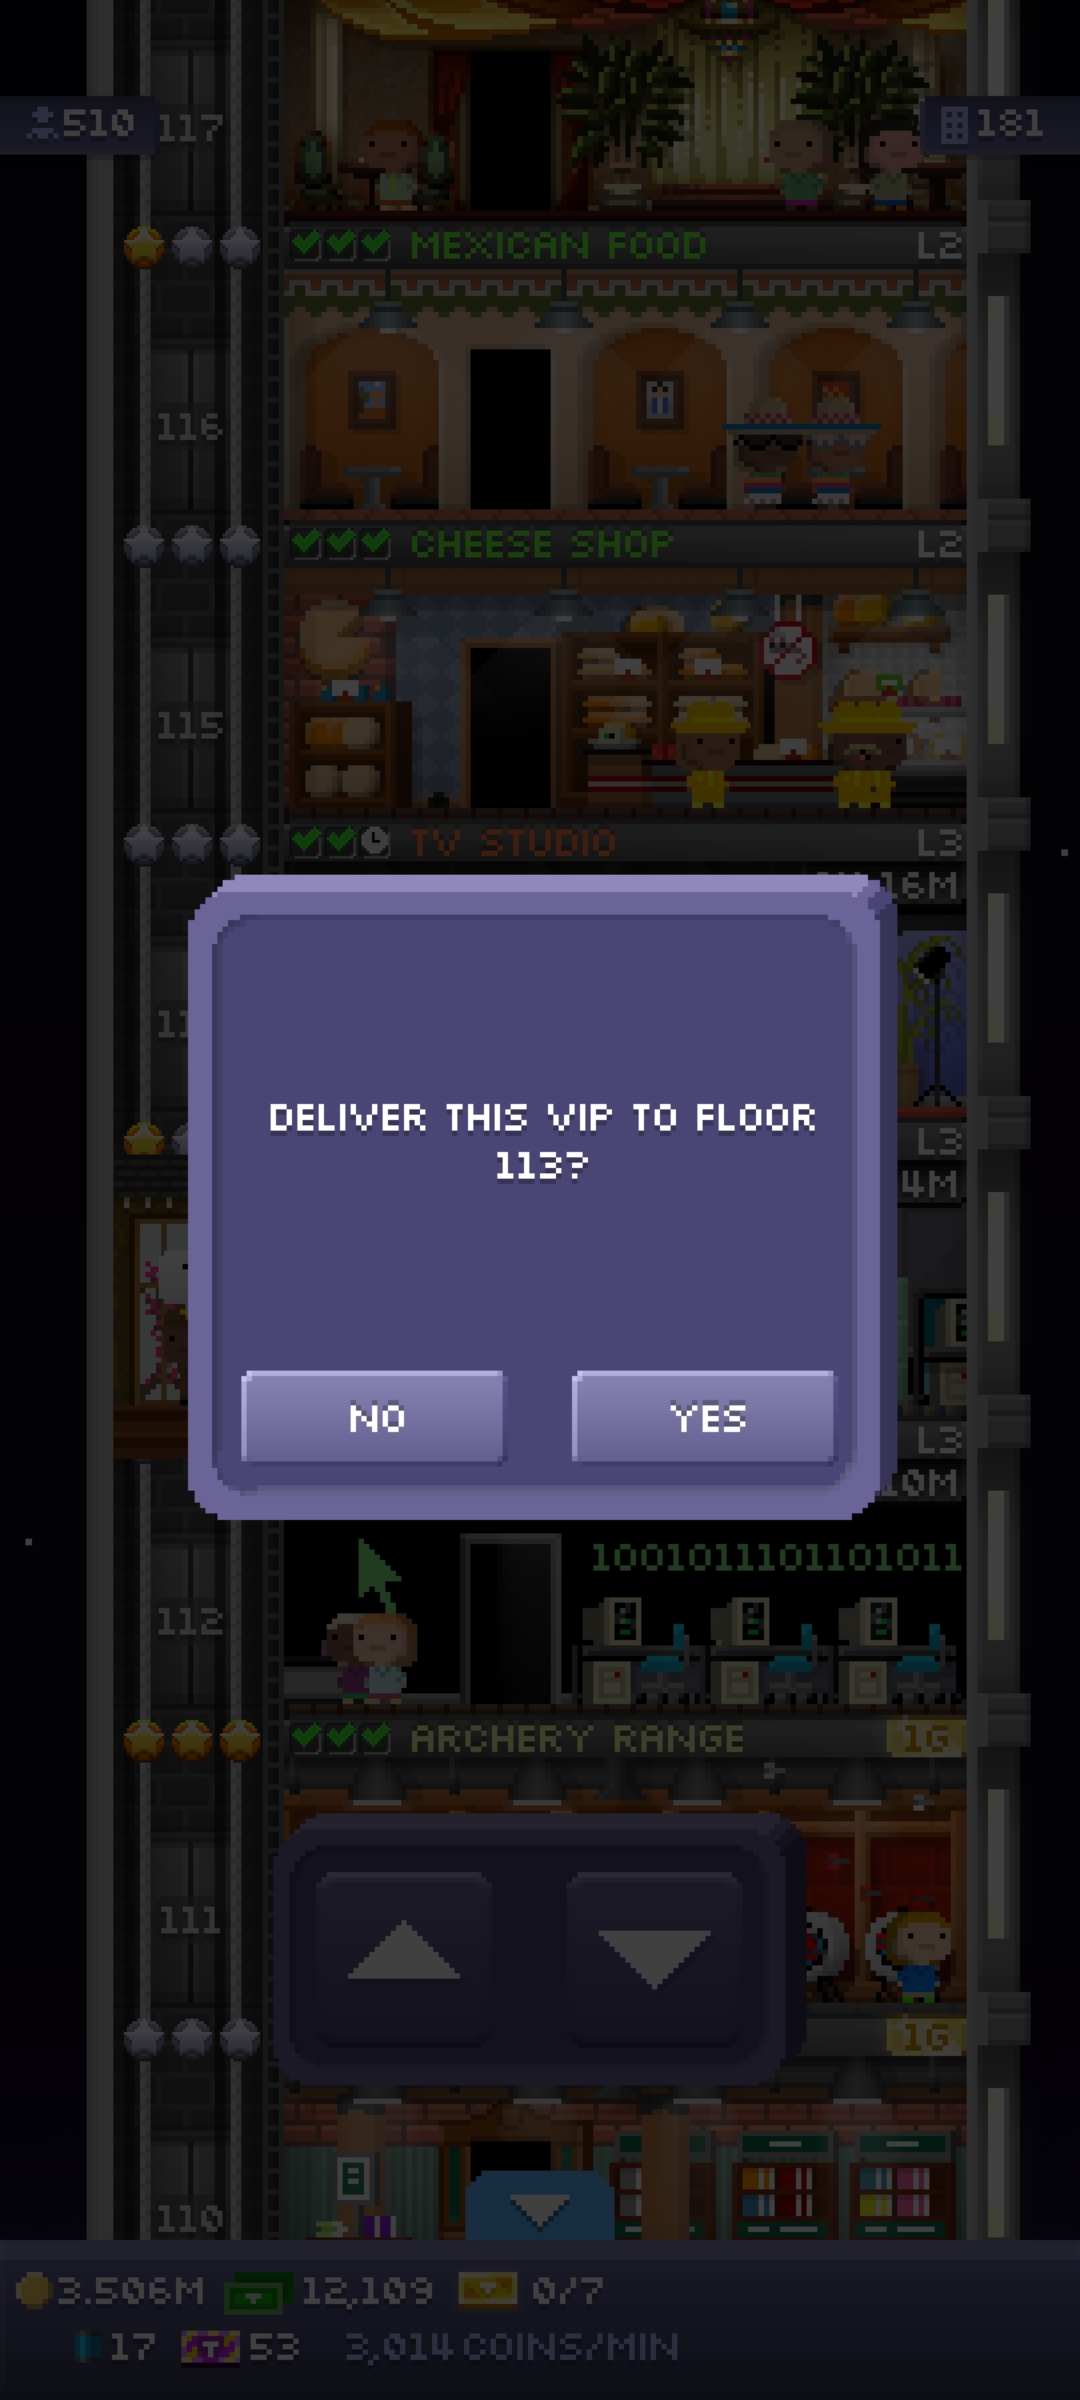 510
117
181
MEXICAN FOOD L2
116
CHEESE SHOP L2
115
TV STUDIO L3
16M
11
L3
4M
DELIVER THIS VIP TO FLOOR
113?
NO YES
L3
10M
1001011101101011
112
ARCHERY RANGE 1G
111
1G
110
3.506M 12,109 0/7
17 T 53 3,014 COINS/MIN